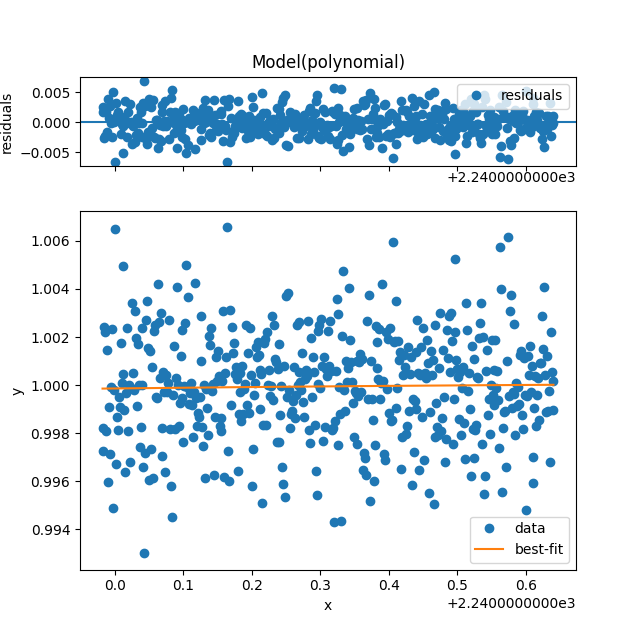 Model(polynomial)
residuals
0.005
0.000
−0.005
residuals
+2.2400000000e3
y
1.006
1.004
1.002
1.000
0.998
0.996
0.994
data
best-fit
0.0 0.1 0.2 0.3 0.4 0.5 0.6
x
+2.2400000000e3